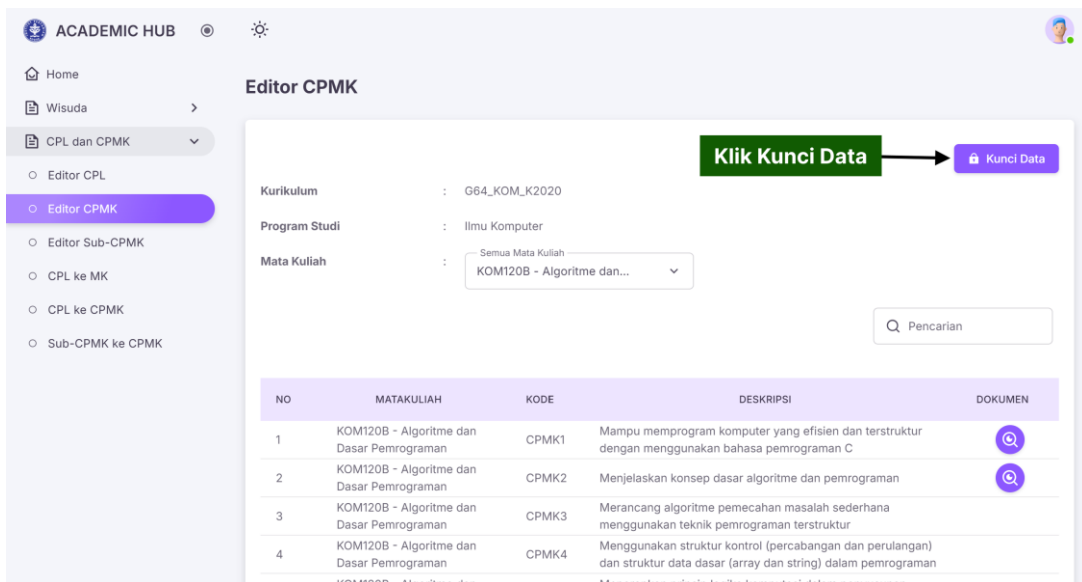 ACADEMIC HUB
Home
Wisuda
CPL dan CPMK
Editor CPL
Editor CPMK
Editor Sub-CPMK
CPL ke MK
CPL ke CPMK
Sub-CPMK ke CPMK
Editor CPMK
Klik Kunci Data
Kunci Data
Kurikulum : G64_KOM_K2020
Program Studi : Ilmu Komputer
Mata Kuliah :
Semua Mata Kuliah
KOM120B - Algoritme dan...
Pencarian
NO MATAKULIAH KODE DESKRIPSI DOKUMEN
1 KOM120B - Algoritme dan Dasar Pemrograman CPMK1 Mampu memprogram komputer yang efisien dan terstruktur dengan menggunakan bahasa pemrograman C
2 KOM120B - Algoritme dan Dasar Pemrograman CPMK2 Menjelaskan konsep dasar algoritme dan pemrograman
3 KOM120B - Algoritme dan Dasar Pemrograman CPMK3 Merancang algoritme pemecahan masalah sederhana menggunakan teknik pemrograman terstruktur
4 KOM120B - Algoritme dan Dasar Pemrograman CPMK4 Menggunakan struktur kontrol (percabangan dan perulangan) dan struktur data dasar (array dan string) dalam pemrograman